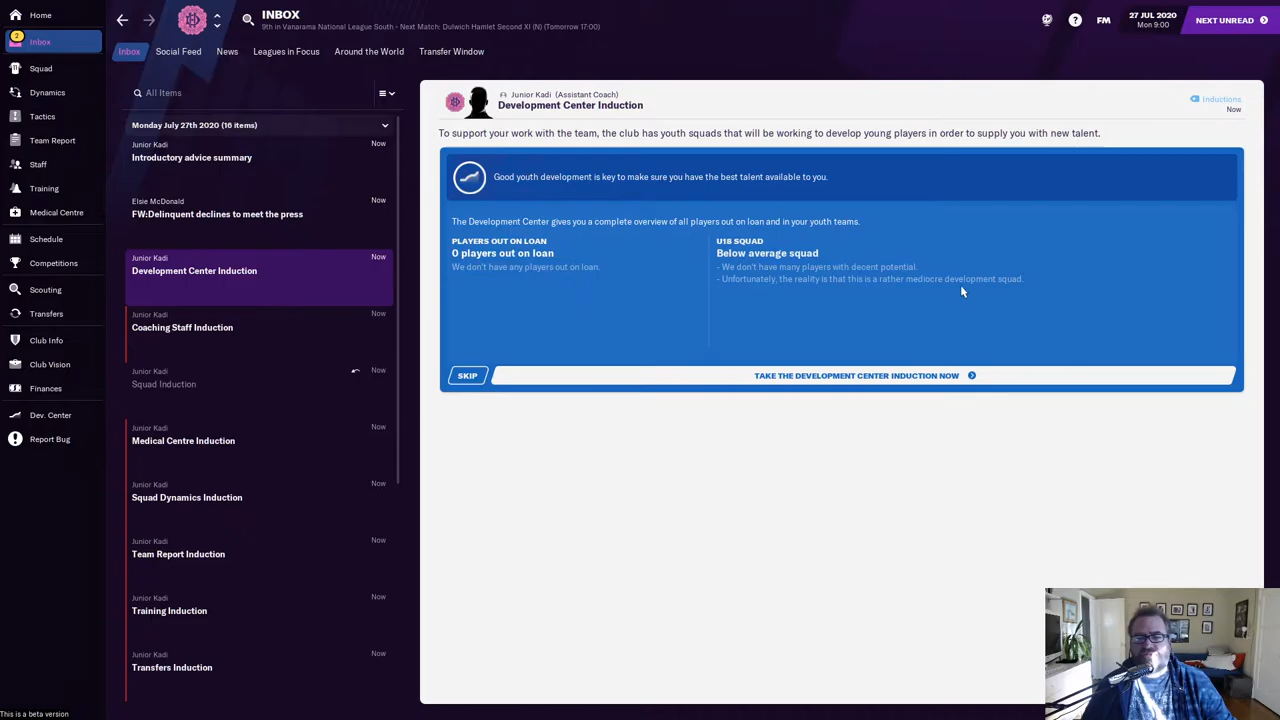 Home
INBOX
9th in Vanarama National League South - Next Match: Dulwich Hamlet Second XI (N) (Tomorrow 17:00)
FM
27 JUL 2020
Mon 9:00
NEXT UNREAD
2
Inbox
Squad
Dynamics
Tactics
Team Report
Staff
Training
Medical Centre
Schedule
Competitions
Scouting
Transfers
Club Info
Club Vision
Finances
Dev. Center
Report Bug
This is a beta version
Inbox
Social Feed
News
Leagues in Focus
Around the World
Transfer Window
All Items
Monday July 27th 2020 (16 items)
Junior Kadi
Now
Introductory advice summary
Elsie McDonald
Now
FW:Delinquent declines to meet the press
Junior Kadi
Now
Development Center Induction
Junior Kadi
Now
Coaching Staff Induction
Junior Kadi
Now
Squad Induction
Junior Kadi
Now
Medical Centre Induction
Junior Kadi
Now
Squad Dynamics Induction
Junior Kadi
Now
Team Report Induction
Junior Kadi
Now
Training Induction
Junior Kadi
Now
Transfers Induction
Junior Kadi (Assistant Coach)
Development Center Induction
Inductions
Now
To support your work with the team, the club has youth squads that will be working to develop young players in order to supply you with new talent.
Good youth development is key to make sure you have the best talent available to you.
The Development Center gives you a complete overview of all players out on loan and in your youth teams.
PLAYERS OUT ON LOAN
0 players out on loan
We don't have any players out on loan.
U18 SQUAD
Below average squad
- We don't have many players with decent potential.
- Unfortunately, the reality is that this is a rather mediocre development squad.
SKIP
TAKE THE DEVELOPMENT CENTER INDUCTION NOW